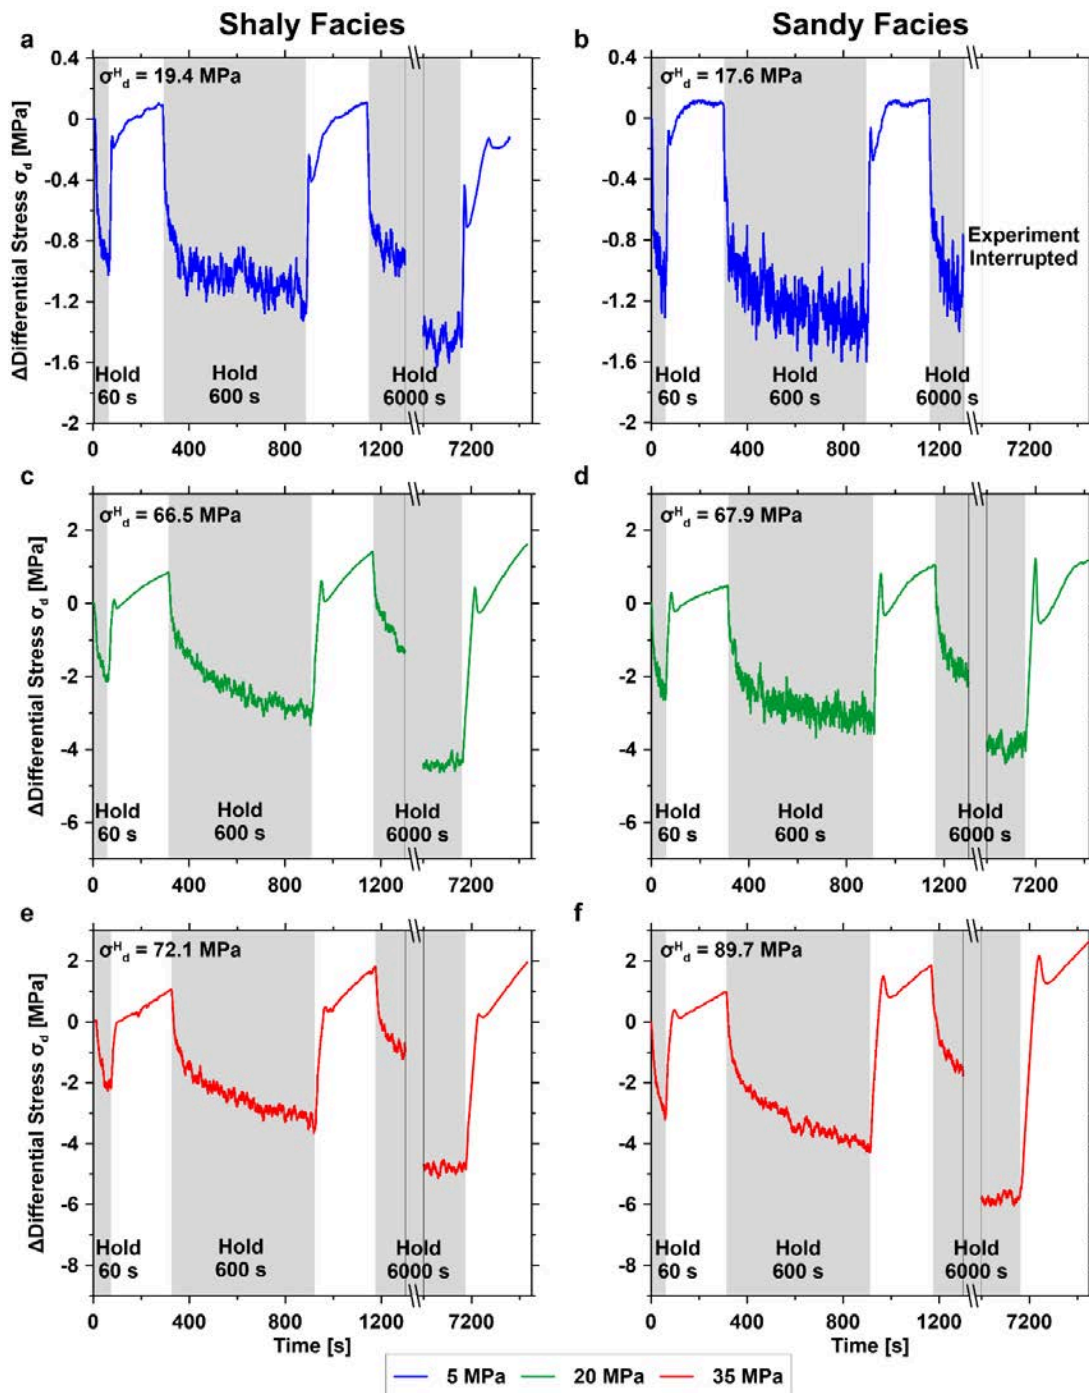 Shaly Facies
Sandy Facies
a
b
σᴴd = 19.4 MPa
σᴴd = 17.6 MPa
ΔDifferential Stress σd [MPa]
0.4
0
-0.4
-0.8
-1.2
-1.6
-2
Hold
60 s
Hold
600 s
Hold
6000 s
0
400
800
1200
7200
0.4
0
-0.4
-0.8
-1.2
-1.6
-2
Experiment
Interrupted
Hold
60 s
Hold
600 s
Hold
6000 s
0
400
800
1200
7200
c
d
σᴴd = 66.5 MPa
σᴴd = 67.9 MPa
ΔDifferential Stress σd [MPa]
2
0
-2
-4
-6
Hold
60 s
Hold
600 s
Hold
6000 s
0
400
800
1200
7200
2
0
-2
-4
-6
Hold
60 s
Hold
600 s
Hold
6000 s
0
400
800
1200
7200
e
f
σᴴd = 72.1 MPa
σᴴd = 89.7 MPa
ΔDifferential Stress σd [MPa]
2
0
-2
-4
-6
-8
Hold
60 s
Hold
600 s
Hold
6000 s
0
400
800
1200
7200
Time [s]
2
0
-2
-4
-6
-8
Hold
60 s
Hold
600 s
Hold
6000 s
0
400
800
1200
7200
Time [s]
5 MPa
20 MPa
35 MPa